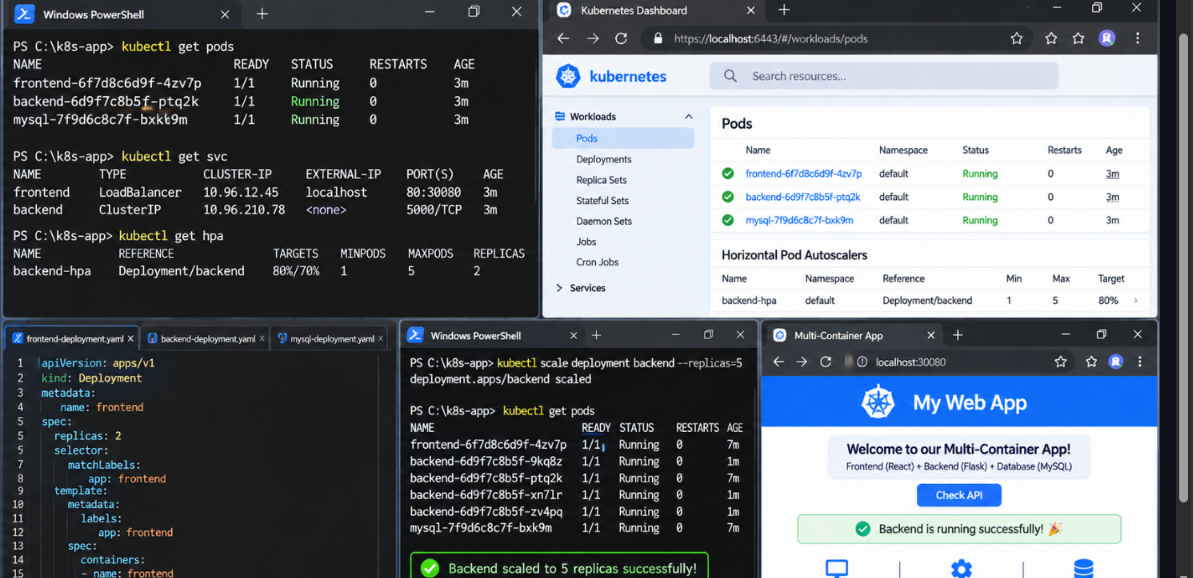 Windows PowerShell
PS C:\k8s-app> kubectl get pods
NAME READY STATUS RESTARTS AGE
frontend-6f7d8c6d9f-4zv7p 1/1 Running 0 3m
backend-6d9f7c8b5f-ptq2k 1/1 Running 0 3m
mysql-7f9d6c8c7f-bxkt9m 1/1 Running 0 3m
PS C:\k8s-app> kubectl get svc
NAME TYPE CLUSTER-IP EXTERNAL-IP PORT(S) AGE
frontend LoadBalancer 10.96.12.45 localhost 80:30080 3m
backend ClusterIP 10.96.210.78 <none> 5000/TCP 3m
PS C:\k8s-app> kubectl get hpa
NAME REFERENCE TARGETS MINPODS MAXPODS REPLICAS
backend-hpa Deployment/backend 80%/70% 1 5 2
Kubernetes Dashboard
https://localhost:6443/#/workloads/pods
kubernetes
Search resources...
Workloads
Pods
Deployments
Replica Sets
Stateful Sets
Daemon Sets
Jobs
Cron Jobs
Services
Pods
Name Namespace Status Restarts Age
frontend-6f7d8c6d9f-4zv7p default Running 0 3m
backend-6d9f7c8b5f-ptq2k default Running 0 3m
mysql-7f9d6c8c7f-bxk9m default Running 0 3m
Horizontal Pod Autoscalers
Name Namespace Reference Min Max Target
backend-hpa default Deployment/backend 1 5 80%
frontend-deployment.yaml backend-deployment.yaml mysql-deployment.yaml
1 apiVersion: apps/v1
2 kind: Deployment
3 metadata:
4 name: frontend
5 spec:
5 replicas: 2
5 selector:
7 matchLabels:
8 app: frontend
9 template:
10 metadata:
11 labels:
12 app: frontend
13 spec:
14 containers:
15 - name: frontend
Windows PowerShell
PS C:\k8s-app> kubectl scale deployment backend --replicas=5
deployment.apps/backend scaled
PS C:\k8s-app> kubectl get pods
NAME READY STATUS RESTARTS AGE
frontend-6f7d8c6d9f-4zv7p 1/1 Running 0 7m
backend-6d9f7c8b5f-9kq8z 1/1 Running 0 1m
backend-6d9f7c8b5f-ptq2k 1/1 Running 0 7m
backend-6d9f7c8b5f-xn7lr 1/1 Running 0 1m
backend-6d9f7c8b5f-zv4pq 1/1 Running 0 1m
mysql-7f9d6c8c7f-bxk9m 1/1 Running 0 7m
Backend scaled to 5 replicas successfully!
Multi-Container App
localhost:30080
My Web App
Welcome to our Multi-Container App!
Frontend (React) + Backend (Flask) + Database (MySQL)
Check API
Backend is running successfully! 🎉